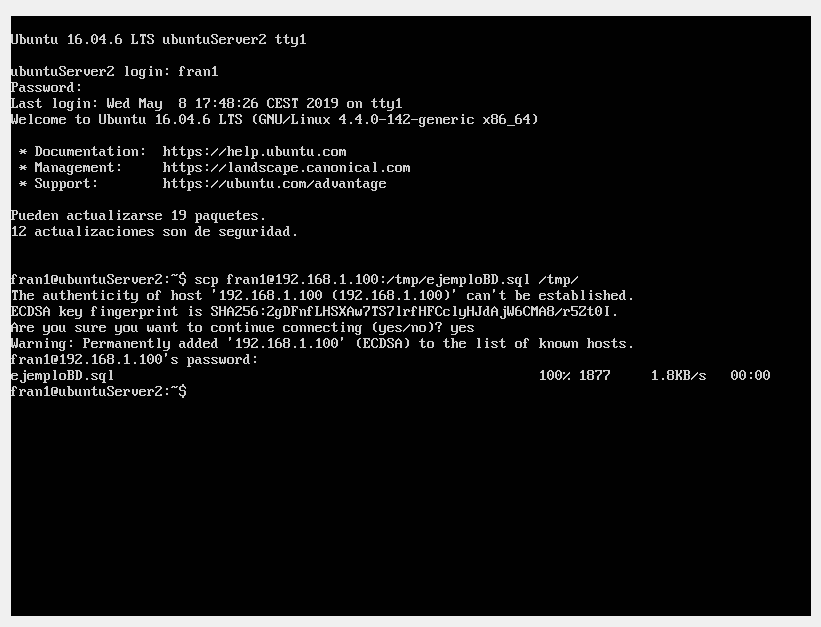 Ubuntu 16.04.6 LTS ubuntuServer2 tty1
ubuntuServer2 login: fran1
Password:
Last login: Wed May  8 17:48:26 CEST 2019 on tty1
Welcome to Ubuntu 16.04.6 LTS (GNU/Linux 4.4.0-142-generic x86_64)
 * Documentation:  https://help.ubuntu.com
 * Management:     https://landscape.canonical.com
 * Support:        https://ubuntu.com/advantage
Pueden actualizarse 19 paquetes.
12 actualizaciones son de seguridad.
fran1@ubuntuServer2:~$ scp fran1@192.168.1.100:/tmp/ejemploBD.sql /tmp/
The authenticity of host '192.168.1.100 (192.168.1.100)' can't be established.
ECDSA key fingerprint is SHA256:2gDFnfLHSXAw7TS7lrfHFCclyHJdAjW6CMA8/r5Zt0I.
Are you sure you want to continue connecting (yes/no)? yes
Warning: Permanently added '192.168.1.100' (ECDSA) to the list of known hosts.
fran1@192.168.1.100's password:
ejemploBD.sql                                                      100% 1877     1.8KB/s   00:00
fran1@ubuntuServer2:~$